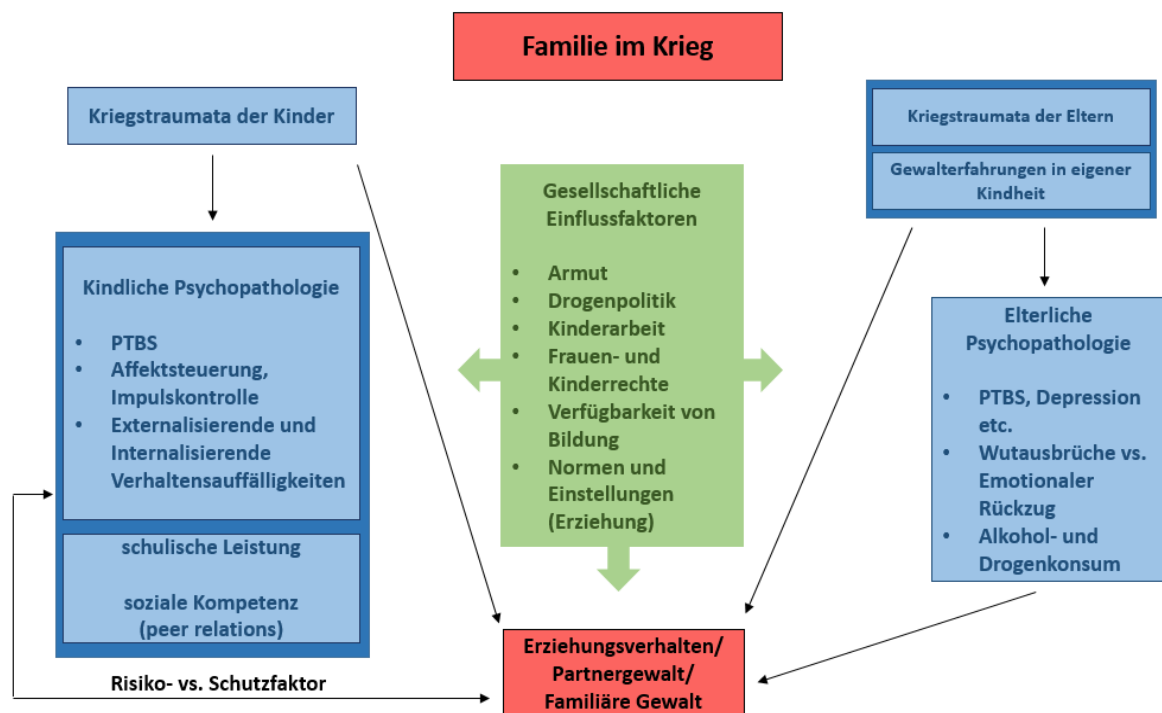 Familie im Krieg
Kriegstraumata der Kinder
Kindliche Psychopathologie
• PTBS
• Affektsteuerung,
Impulskontrolle
• Externalisierende und
Internalisierende
Verhaltensauffälligkeiten
schulische Leistung
soziale Kompetenz
(peer relations)
Risiko- vs. Schutzfaktor
Gesellschaftliche
Einflussfaktoren
• Armut
• Drogenpolitik
• Kinderarbeit
• Frauen- und
Kinderrechte
• Verfügbarkeit von
Bildung
• Normen und
Einstellungen
(Erziehung)
Kriegstraumata der Eltern
Gewalterfahrungen in eigener
Kindheit
Elterliche
Psychopathologie
• PTBS, Depression
etc.
• Wutausbrüche vs.
Emotionaler
Rückzug
• Alkohol- und
Drogenkonsum
Erziehungsverhalten/
Partnergewalt/
Familiäre Gewalt